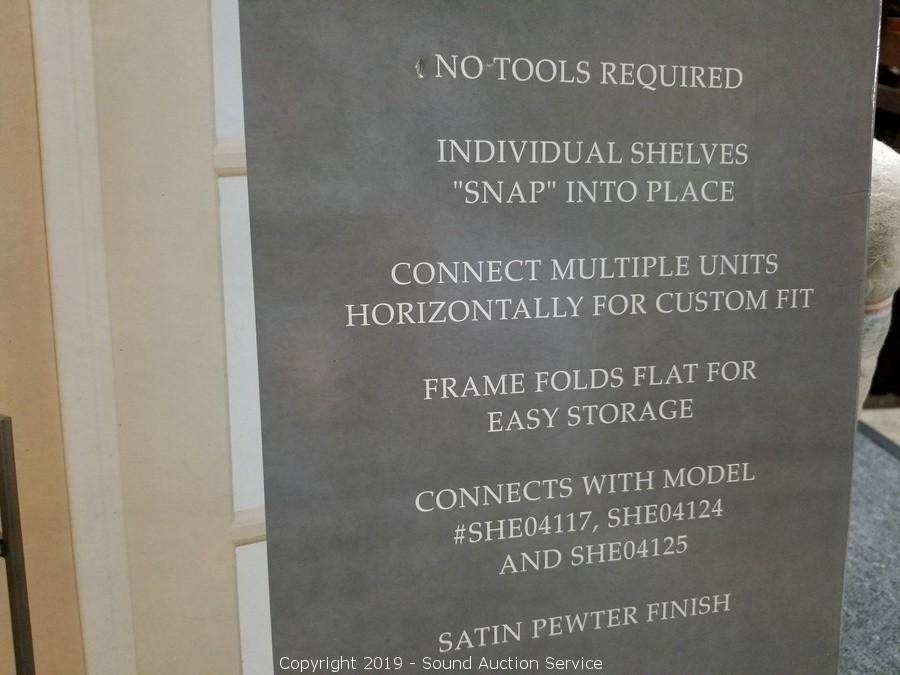 NO TOOLS REQUIRED
INDIVIDUAL SHELVES
"SNAP" INTO PLACE
CONNECT MULTIPLE UNITS
HORIZONTALLY FOR CUSTOM FIT
FRAME FOLDS FLAT FOR
EASY STORAGE
CONNECTS WITH MODEL
#SHE04117, SHE04124
AND SHE04125
SATIN PEWTER FINISH
Copyright 2019 - Sound Auction Service